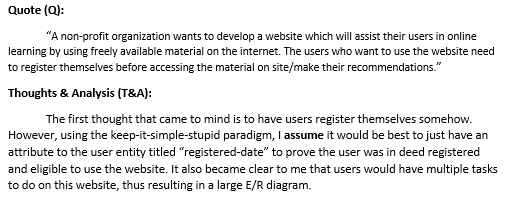 Quote (Q):
“A non-profit organization wants to develop a website which will assist their users in online
learning by using freely available material on the internet. The users who want to use the website need
to register themselves before accessing the material on site/make their recommendations.”
Thoughts & Analysis (T&A):
The first thought that came to mind is to have users register themselves somehow.
However, using the keep-it-simple-stupid paradigm, I assume it would be best to just have an
attribute to the user entity titled “registered-date” to prove the user was in deed registered
and eligible to use the website. It also became clear to me that users would have multiple tasks
to do on this website, thus resulting in a large E/R diagram.